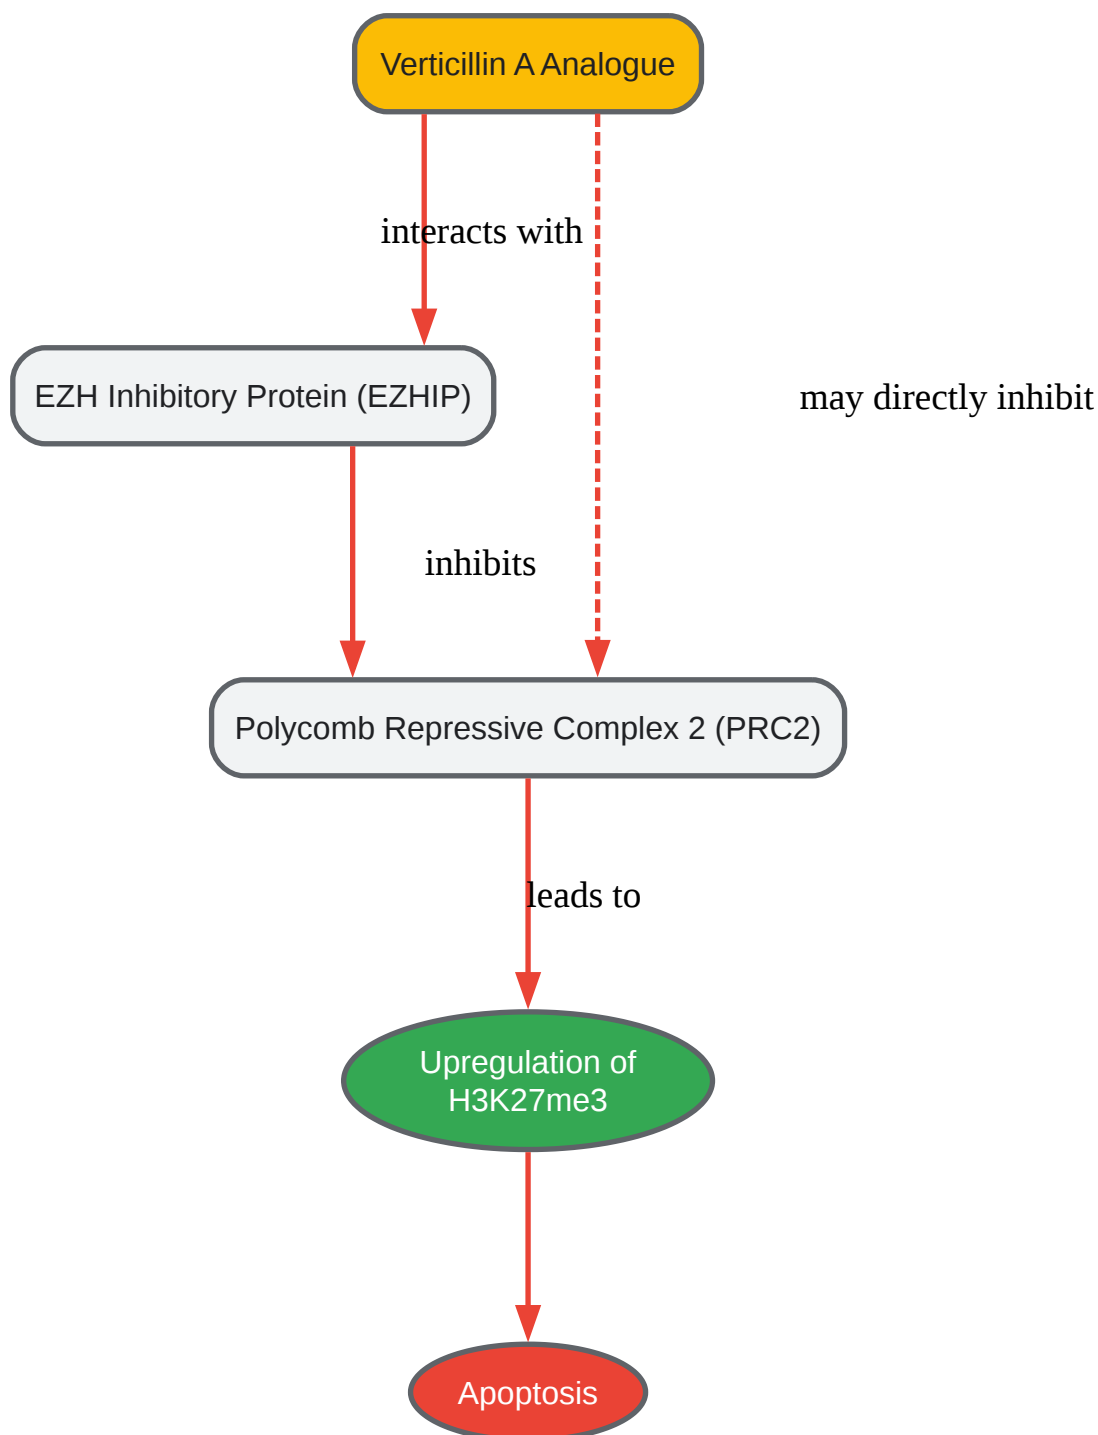 Verticillin A Analogue
interacts with
EZH Inhibitory Protein (EZHIP)
may directly inhibit
inhibits
Polycomb Repressive Complex 2 (PRC2)
leads to
Upregulation of
H3K27me3
Apoptosis